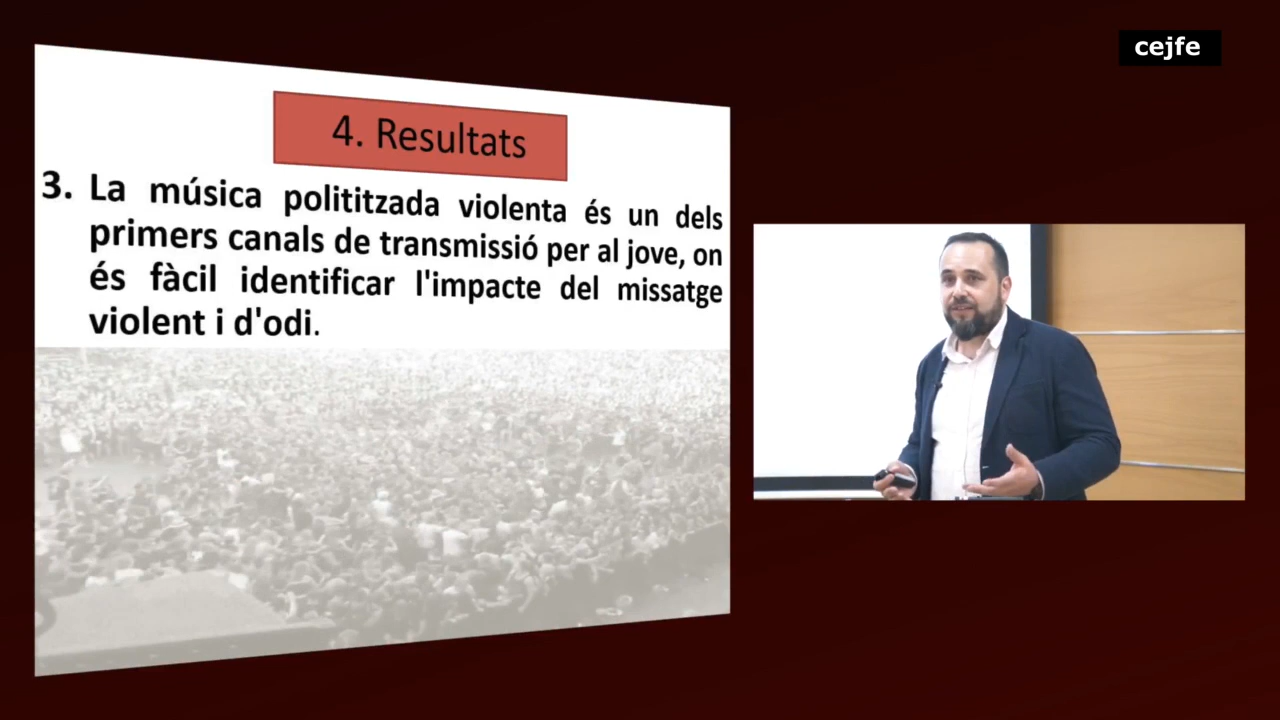 cejfe
4. Resultats
3. La música polititzada violenta és un dels
primers canals de transmissió per al jove, on
és fàcil identificar l'impacte del missatge
violent i d'odi.